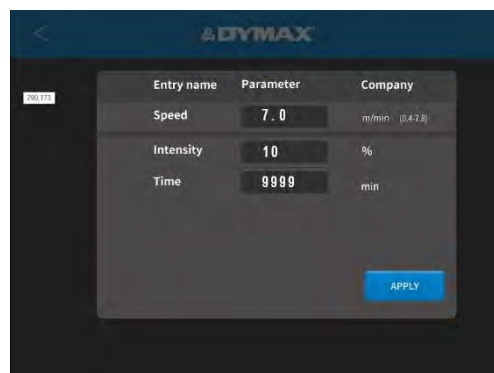 <
DYMAX
Entry name Parameter Company
290,173
Speed 7.0 m/min (0.4-7.8)
Intensity 10 %
Time 9999 min
APPLY